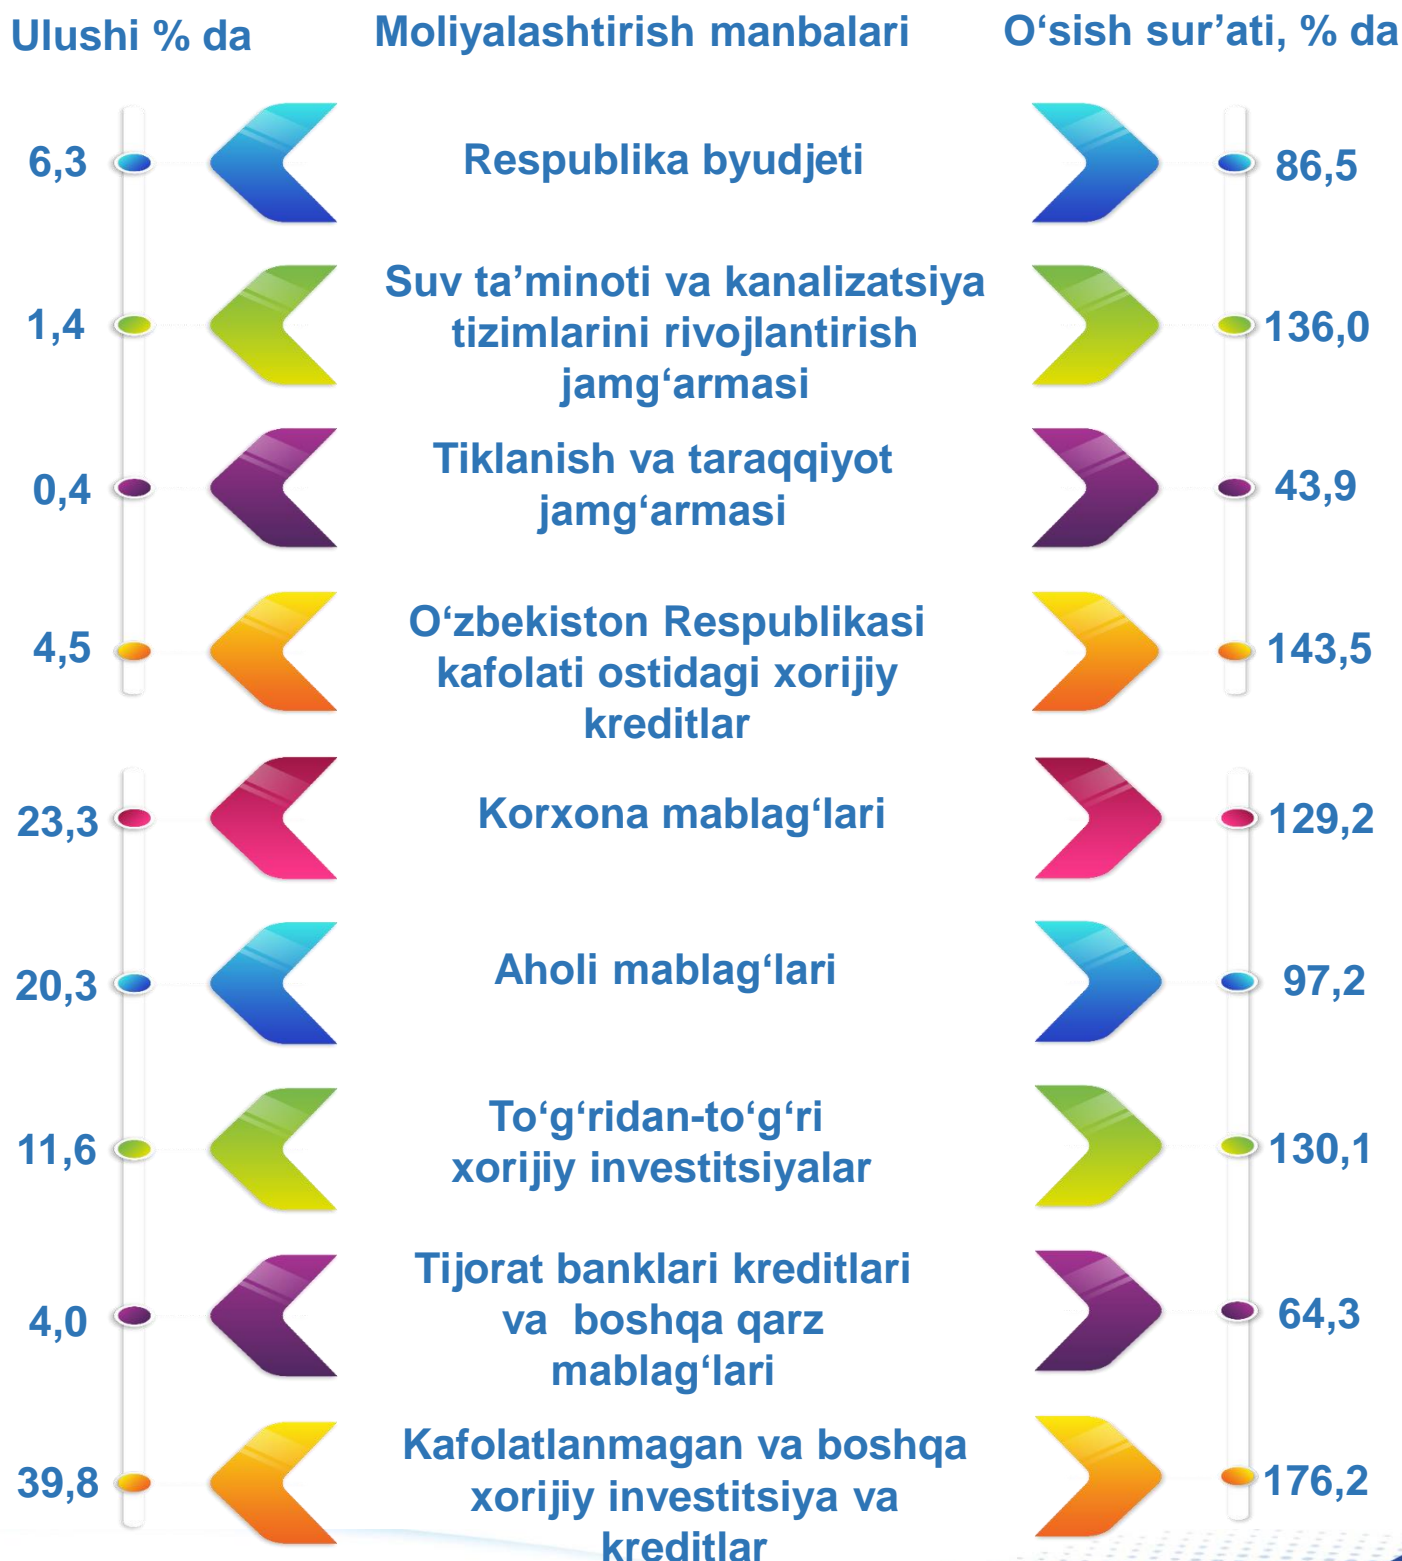 Ulushi % da Moliyalashtirish manbalari O‘sish sur’ati, % da
6,3 Respublika byudjeti 86,5
Suv ta’minoti va kanalizatsiya
1,4 tizimlarini rivojlantirish 136,0
jamg‘armasi
Tiklanish va taraqqiyot
0,4 jamg‘armasi 43,9
O‘zbekiston Respublikasi
4,5 kafolati ostidagi xorijiy 143,5
kreditlar
23,3 Korxona mablag‘lari 129,2
20,3 Aholi mablag‘lari 97,2
To‘g‘ridan-to‘g‘ri
11,6 xorijiy investitsiyalar 130,1
Tijorat banklari kreditlari
4,0 va boshqa qarz 64,3
mablag‘lari
Kafolatlanmagan va boshqa
39,8 xorijiy investitsiya va 176,2
kreditlar